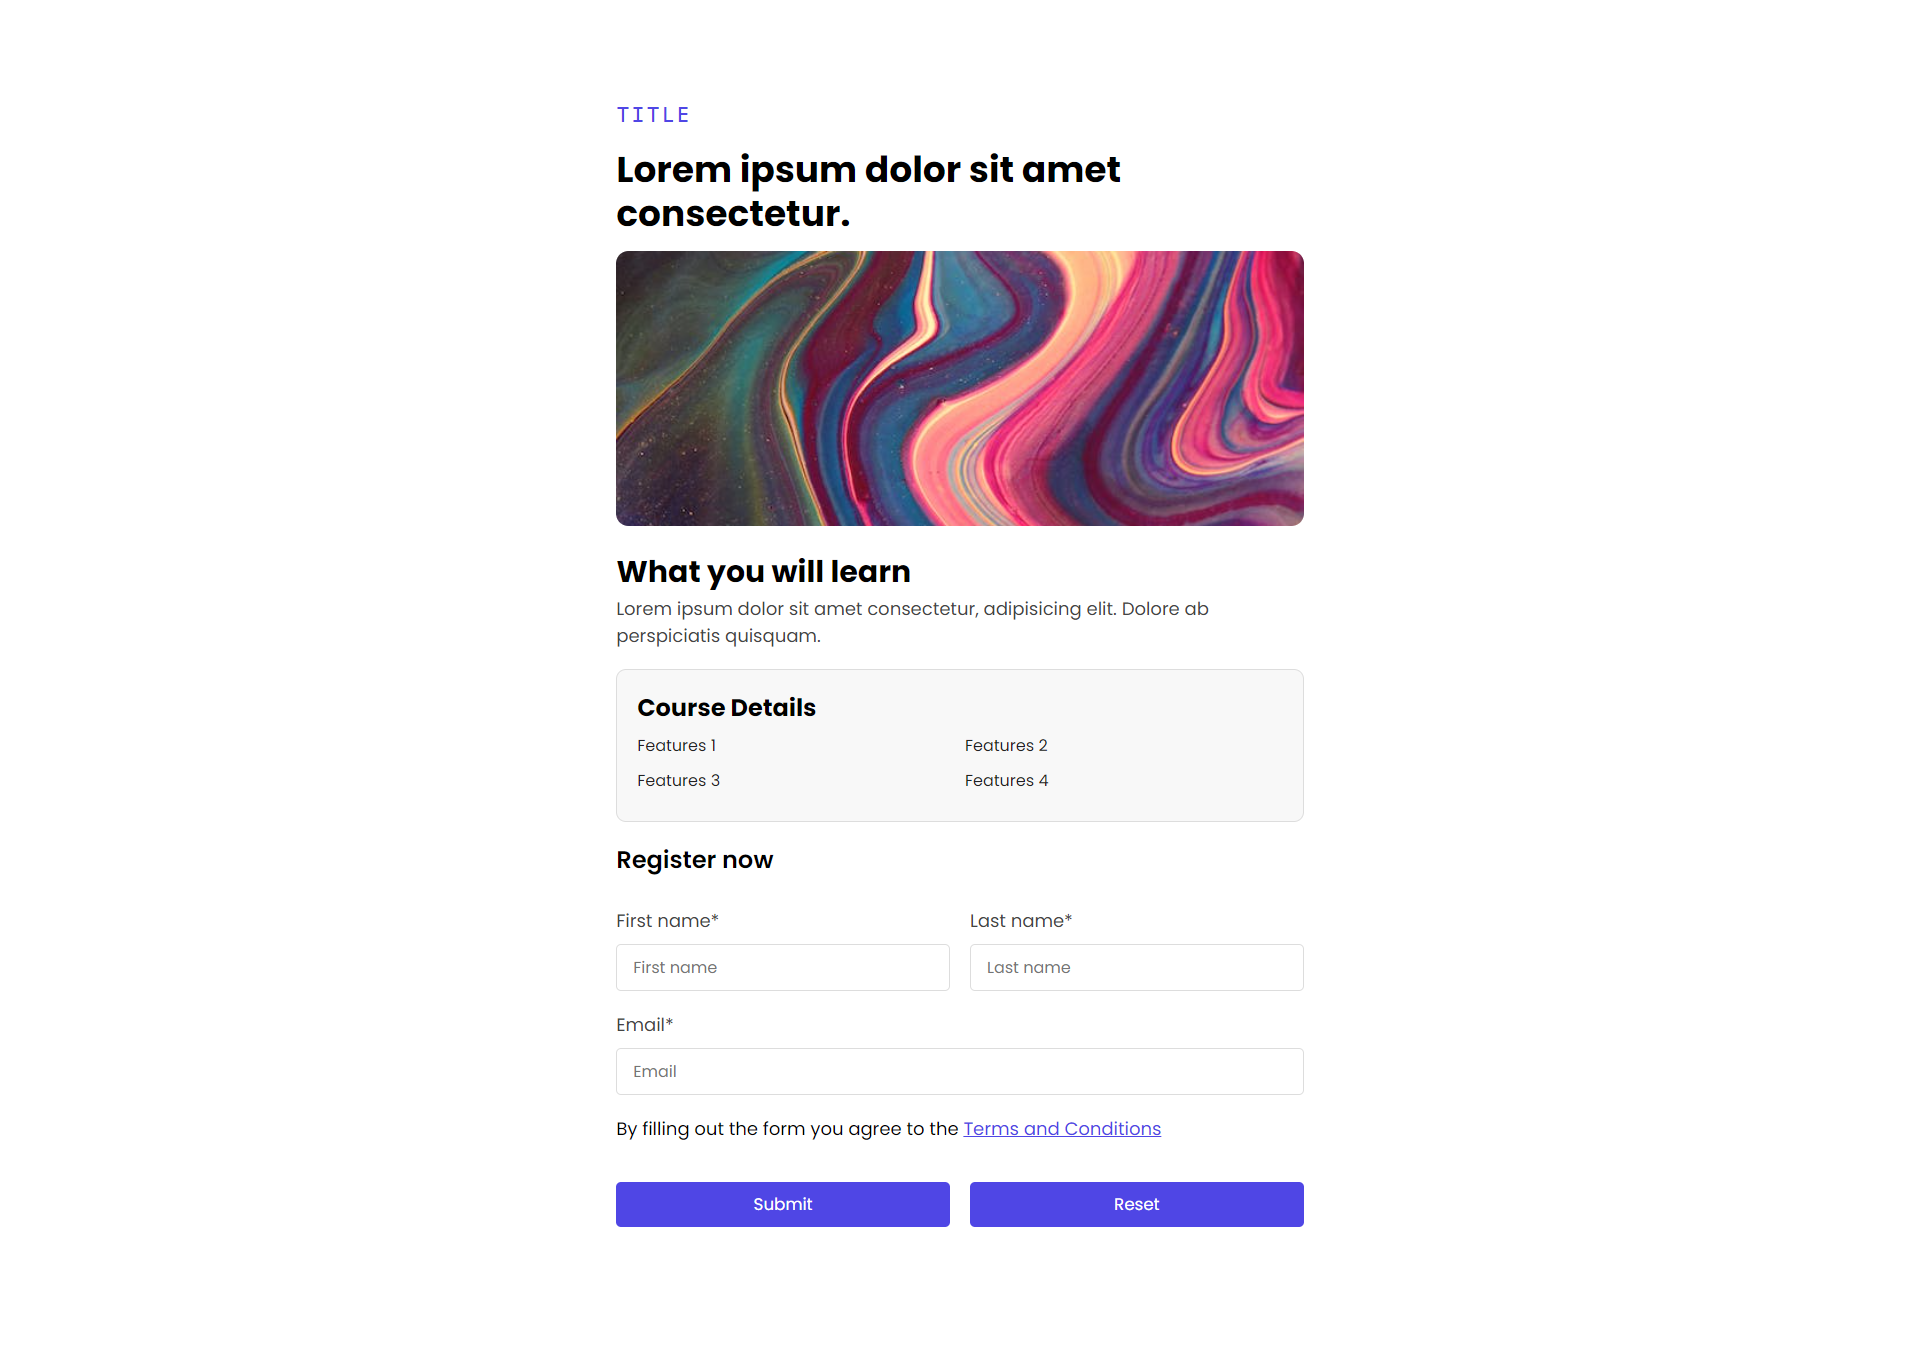 TITLE
Lorem ipsum dolor sit amet
consectetur.
What you will learn
Lorem ipsum dolor sit amet consectetur, adipisicing elit. Dolore ab
perspiciatis quisquam.
Course Details
Features 1
Features 2
Features 3
Features 4
Register now
First name*
Last name*
First name
Last name
Email*
Email
By filling out the form you agree to the Terms and Conditions
Submit
Reset